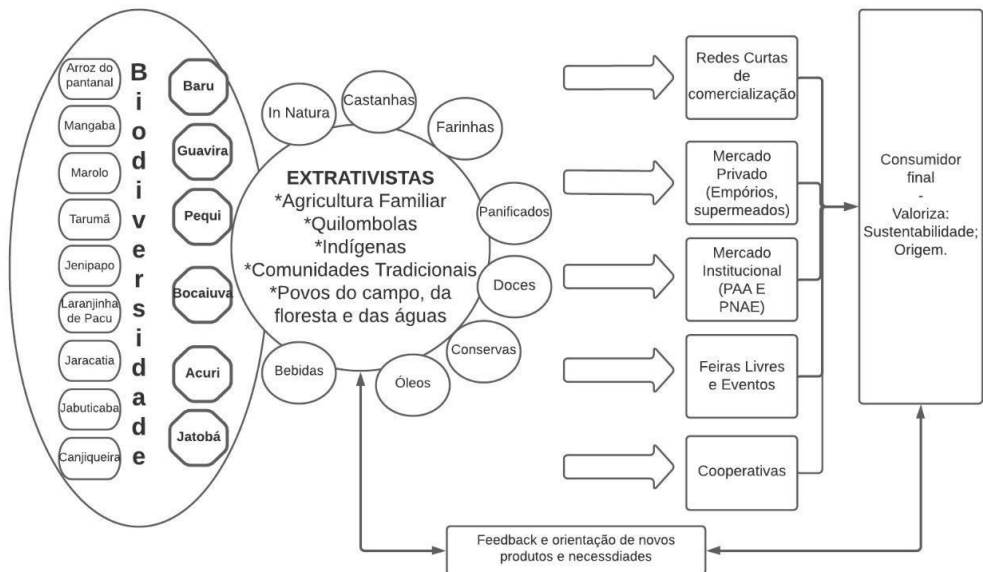 Biodiversidade
Arroz do
pantanal
Mangaba
Marolo
Tarumã
Jenipapo
Laranjinha
de Pacu
Jaracatia
Jabuticaba
Canjiqueira
Baru
Guavira
Pequi
Bocaiuva
Acuri
Jatobá
In Natura
Castanhas
Farinhas
Panificados
Doces
Conservas
Óleos
Bebidas
EXTRATIVISTAS
*Agricultura Familiar
*Quilombolas
*Indígenas
*Comunidades Tradicionais
*Povos do campo, da
floresta e das águas
Redes Curtas
de
comercialização
Mercado
Privado
(Empórios,
supermeados)
Mercado
Institucional
(PAA E
PNAE)
Feiras Livres
e Eventos
Cooperativas
Consumidor
final
-
Valoriza:
Sustentabilidade;
Origem.
Feedback e orientação de novos
produtos e necessdiades